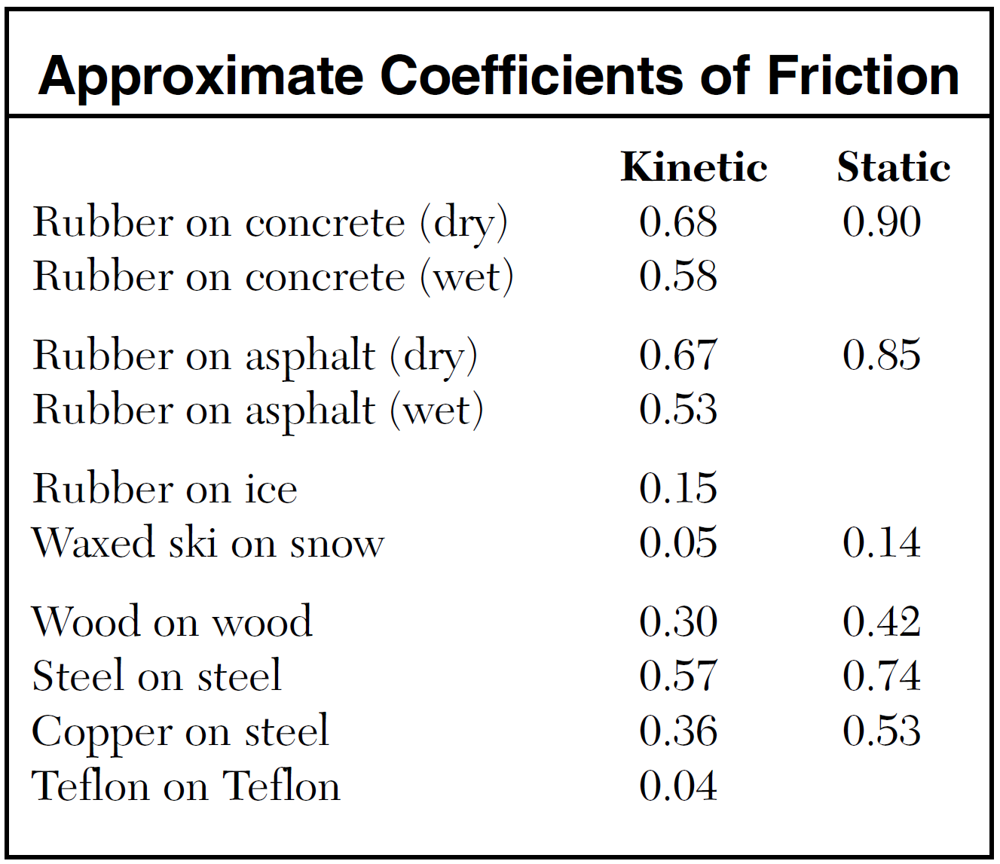 Approximate Coefficients of Friction
Kinetic Static
Rubber on concrete (dry) 0.68 0.90
Rubber on concrete (wet) 0.58
Rubber on asphalt (dry) 0.67 0.85
Rubber on asphalt (wet) 0.53
Rubber on ice 0.15
Waxed ski on snow 0.05 0.14
Wood on wood 0.30 0.42
Steel on steel 0.57 0.74
Copper on steel 0.36 0.53
Teflon on Teflon 0.04